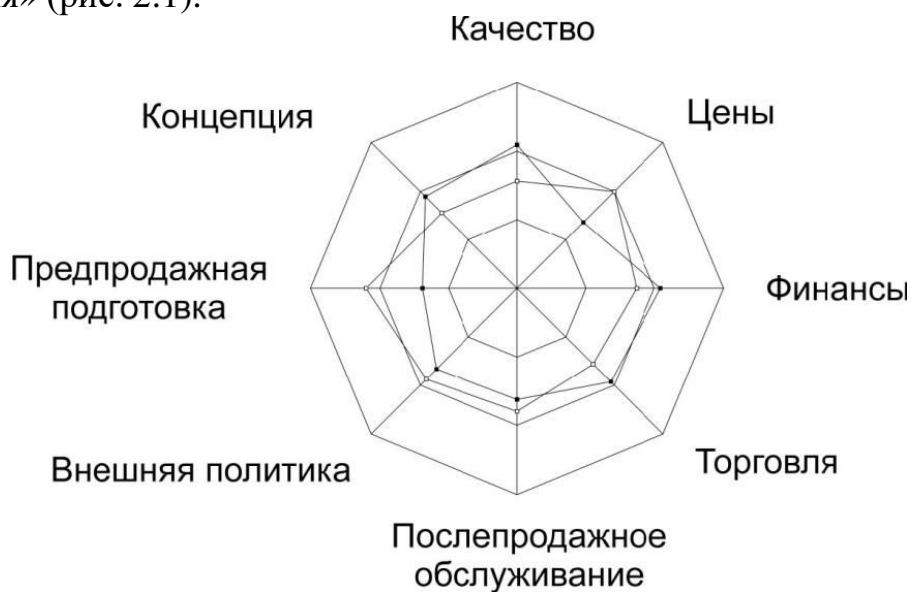 я» (рис. 2.1).
Качество
Концепция
Цены
Предпродажная
подготовка
Финансы
Внешняя политика
Торговля
Послепродажное
обслуживание